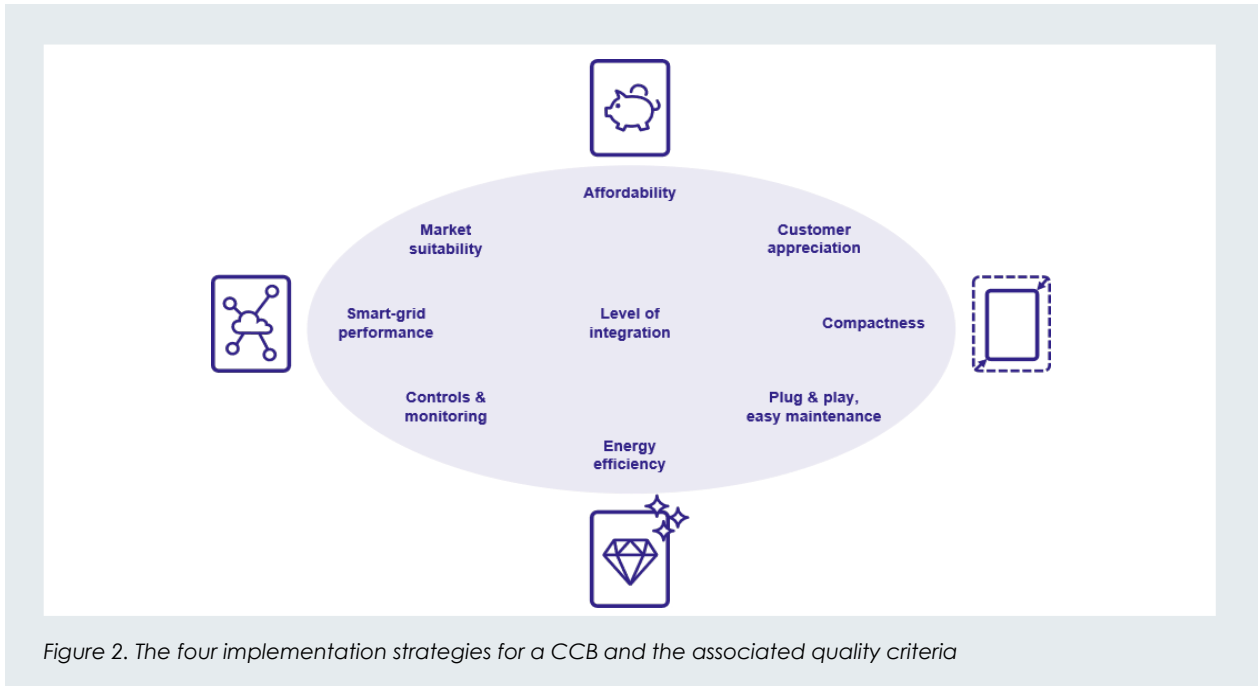 Affordability
Market
suitability
Customer
appreciation
Smart-grid
performance
Level of
integration
Compactness
Controls &
monitoring
Plug & play,
easy maintenance
Energy
efficiency
Figure 2. The four implementation strategies for a CCB and the associated quality criteria